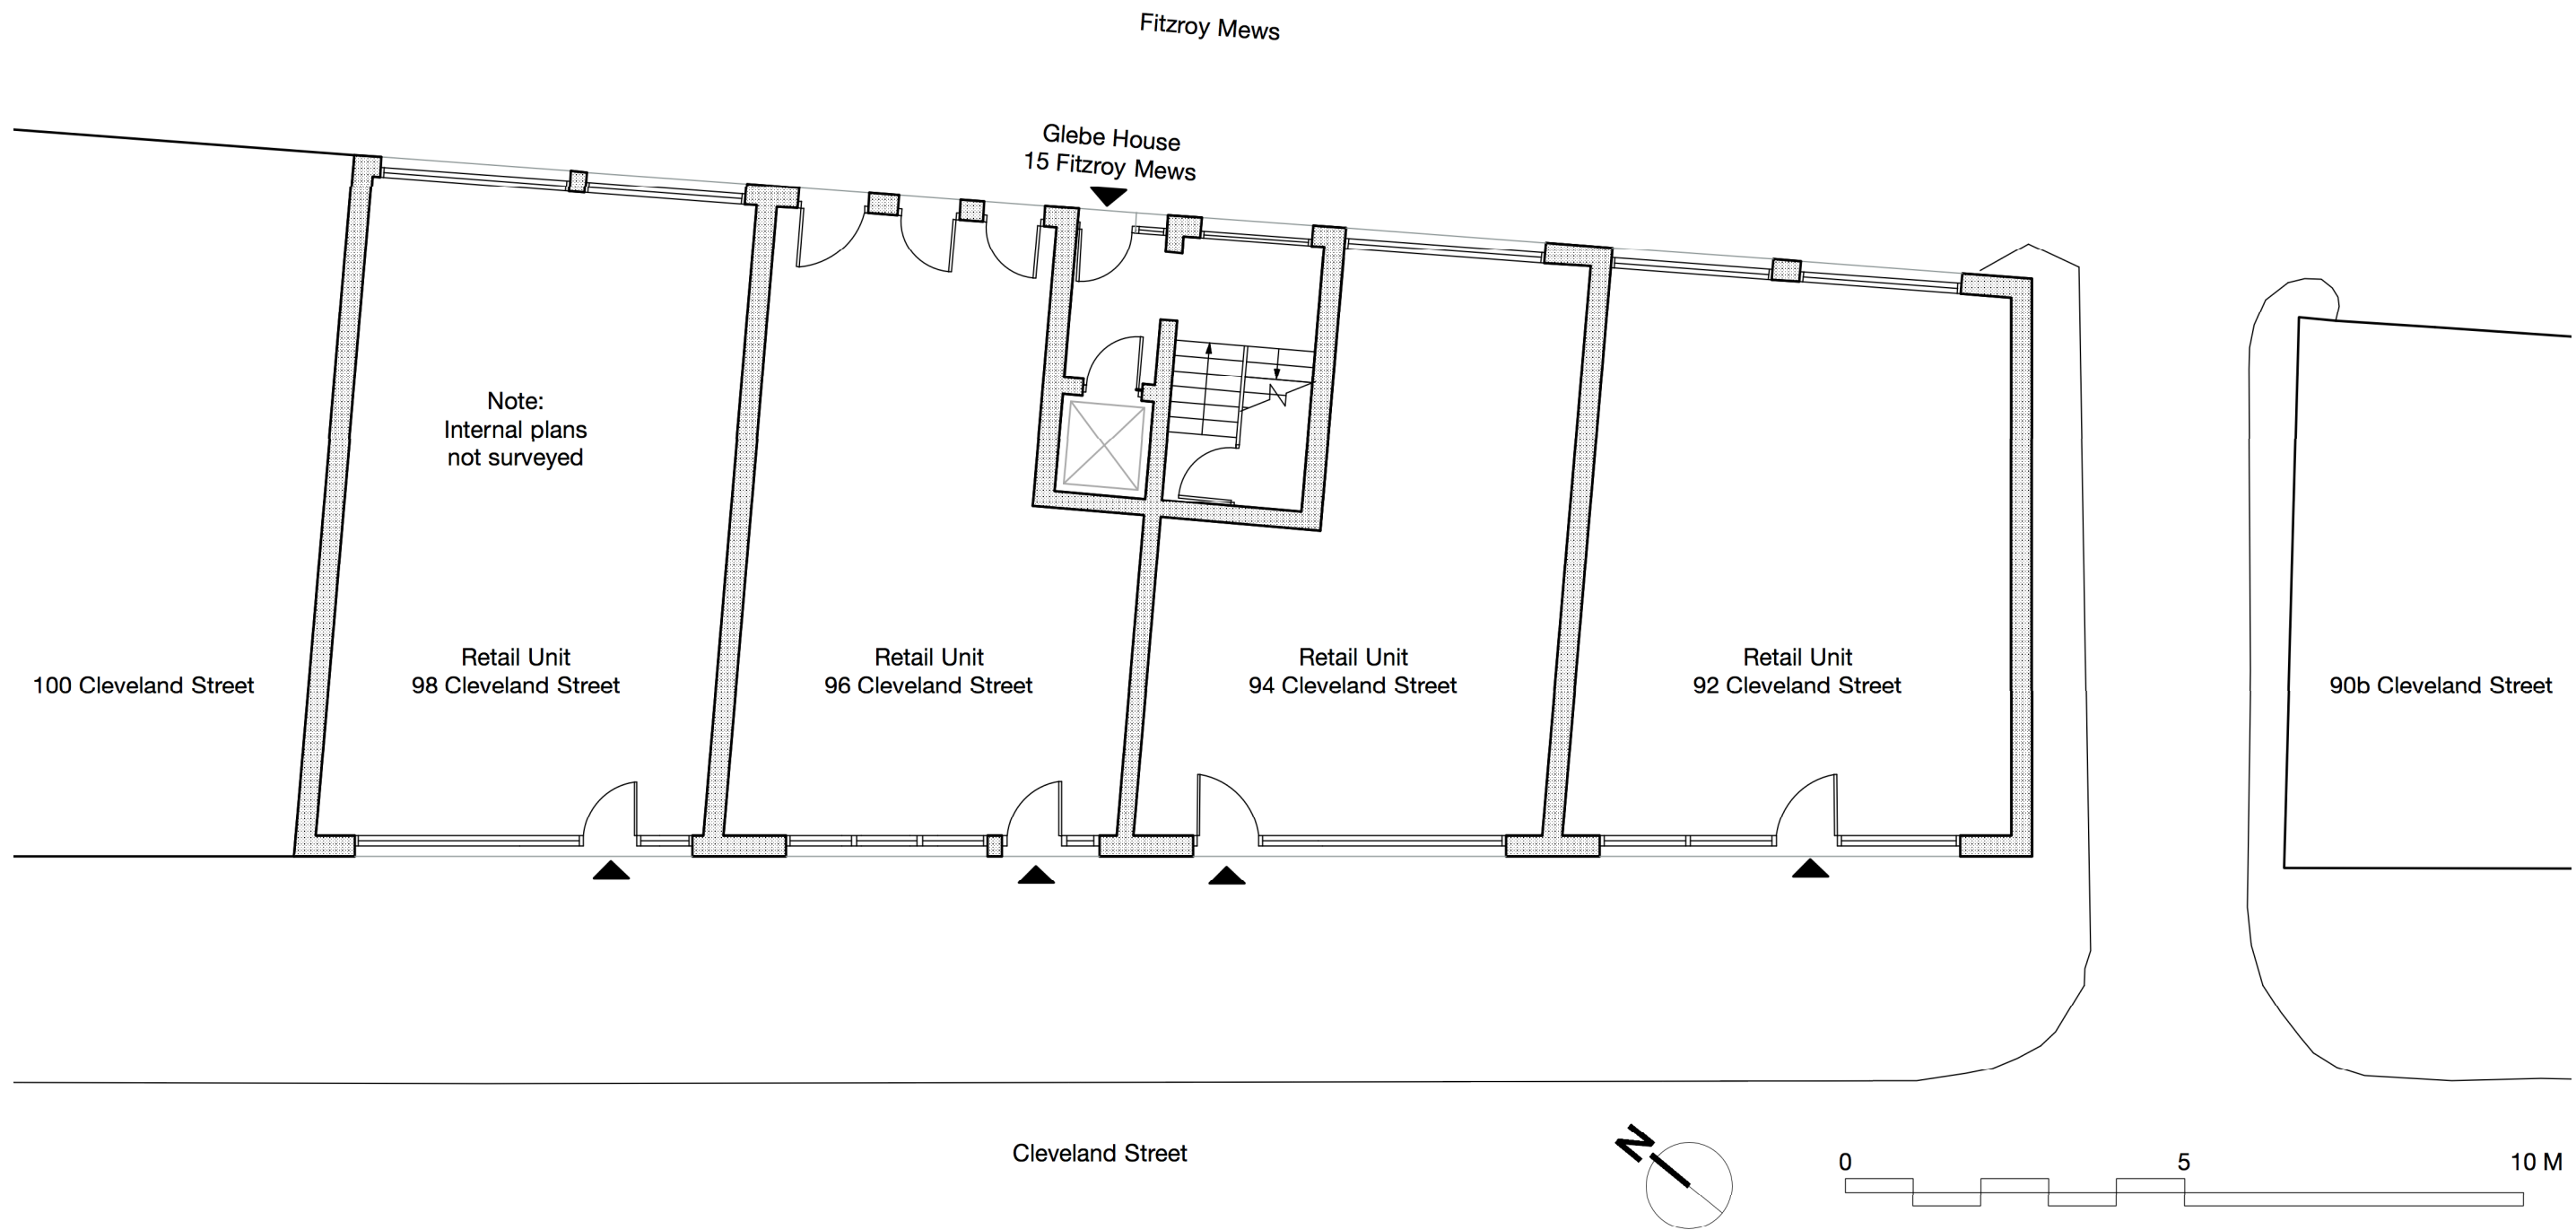 Fitzroy Mews
Glebe House
15 Fitzroy Mews
Note:
Internal plans
not surveyed
100 Cleveland Street
Retail Unit
98 Cleveland Street
Retail Unit
96 Cleveland Street
Retail Unit
94 Cleveland Street
Retail Unit
92 Cleveland Street
90b Cleveland Street
Cleveland Street
N
0 5 10 M